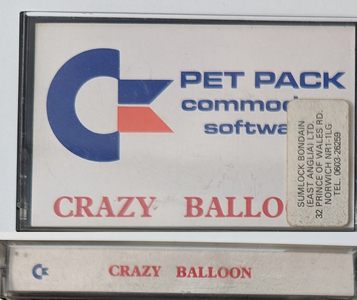 PET PACK
commod
softwa
CRAZY BALLOO
SUMLOCK BONDAIN
(EAST ANGLIA) LTD.
32 PRINCE OF WALES RD.
NORWICH NR1 1LG
TEL. 0603-26259
CRAZY BALLOON